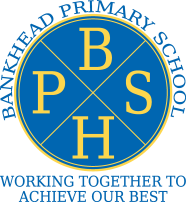 BANKHEAD PRIMARY SCHOOL
B
P S
H
WORKING TOGETHER TO
ACHIEVE OUR BEST